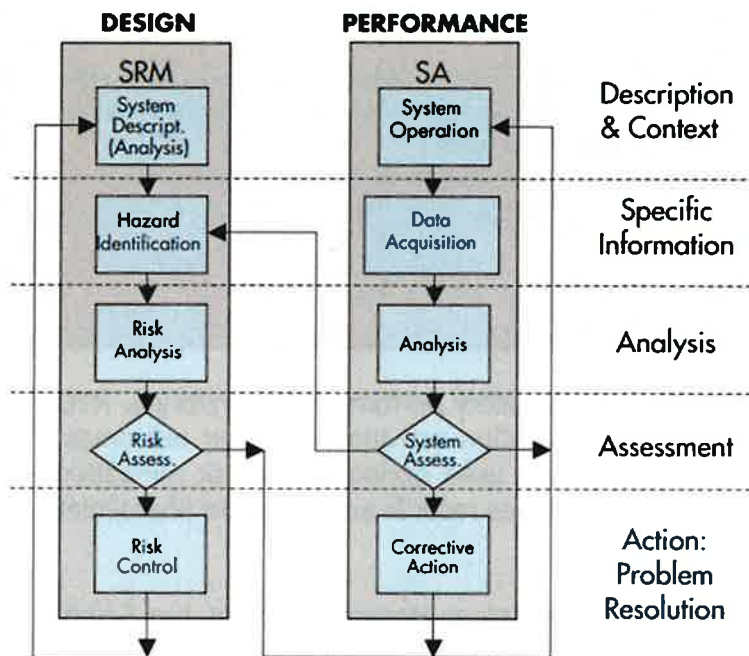 DESIGN
PERFORMANCE
SRM
SA
System
Descript.
(Analysis)
System
Operation
Description
& Context
Hazard
Identification
Data
Acquisition
Specific
Information
Risk
Analysis
Analysis
Analysis
Risk
Assess.
System
Assess.
Assessment
Risk
Control
Corrective
Action
Action:
Problem
Resolution